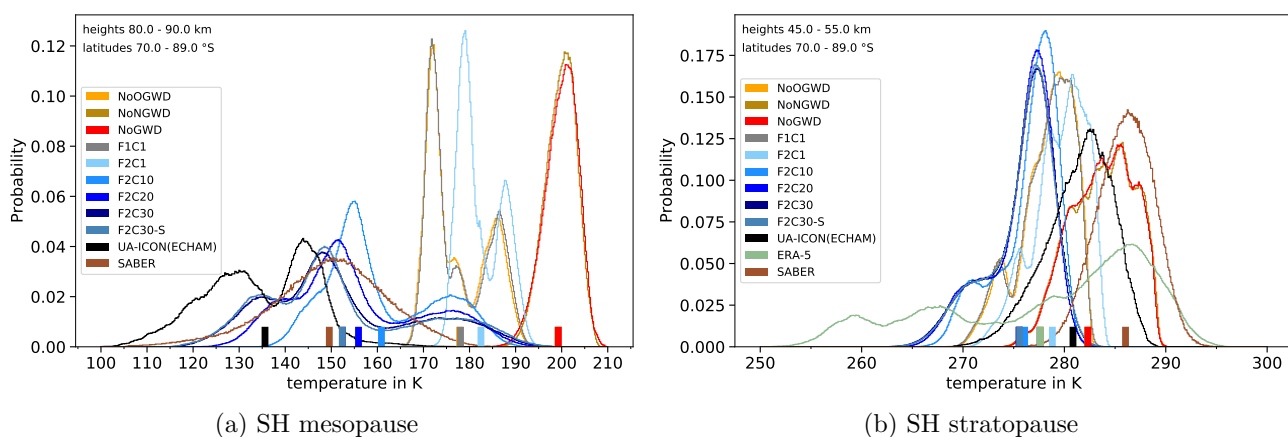 heights 80.0 - 90.0 km
latitudes 70.0 - 89.0 °S
NoOGWD
NoNGWD
NoGWD
F1C1
F2C1
F2C10
F2C20
F2C30
F2C30-S
UA-ICON(ECHAM)
SABER
Probability
0.12
0.10
0.08
0.06
0.04
0.02
0.00
100 110 120 130 140 150 160 170 180 190 200 210
temperature in K
(a) SH mesopause
heights 45.0 - 55.0 km
latitudes 70.0 - 89.0 °S
NoOGWD
NoNGWD
NoGWD
F1C1
F2C1
F2C10
F2C20
F2C30
F2C30-S
UA-ICON(ECHAM)
ERA-5
SABER
Probability
0.175
0.150
0.125
0.100
0.075
0.050
0.025
0.000
250 260 270 280 290 300
temperature in K
(b) SH stratopause